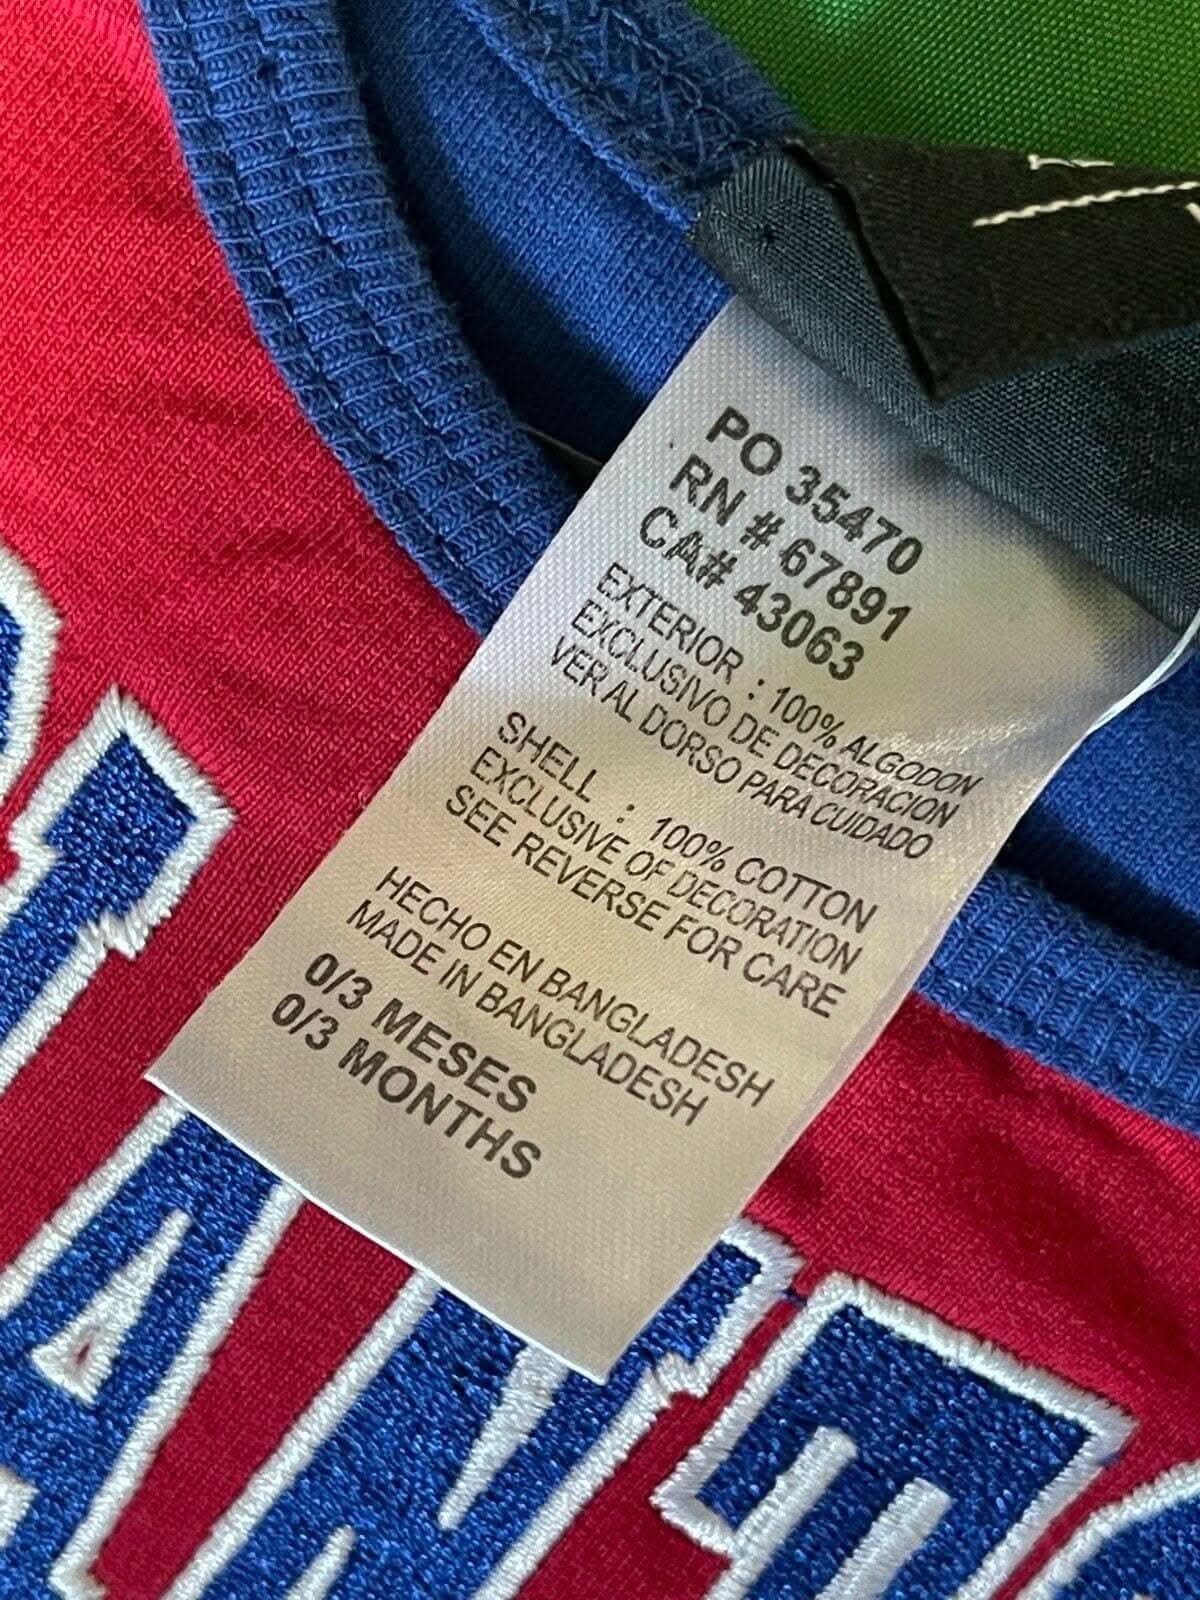 PO 35470
RN # 67891
CA# 43063
EXTERIOR : 100% ALGODON
EXCLUSIVO DE DECORACION
VER AL DORSO PARA CUIDADO
SHELL : 100% COTTON
EXCLUSIVE OF DECORATION
SEE REVERSE FOR CARE
HECHO EN BANGLADESH
MADE IN BANGLADESH
0/3 MESES
0/3 MONTHS